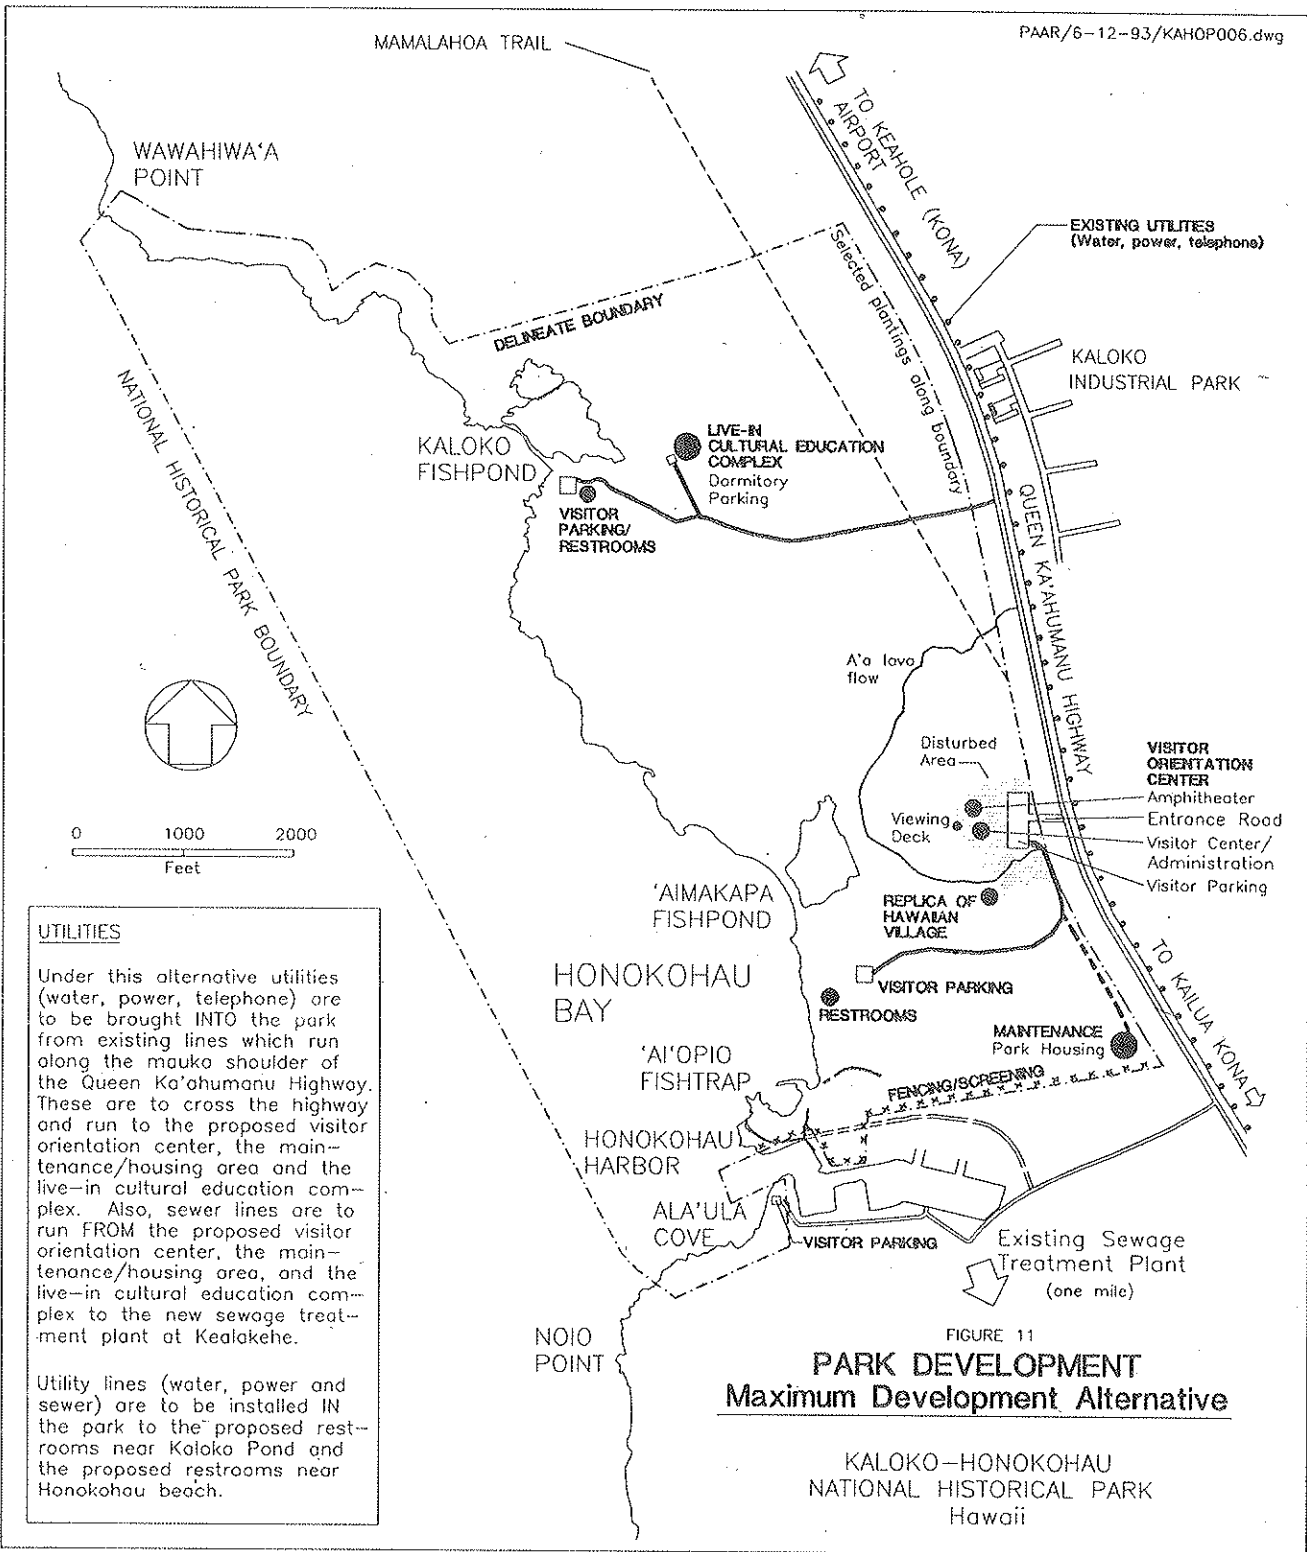 PAAR/6-12-93/KAHOP006.dwg
MAMALAHOA TRAIL
TO KEAHOLE (KONA)
AIRPORT
WAWAHIWA'A
POINT
EXISTING UTILITIES
(Water, power, telephone)
Selected plantings along boundary
DELINEATE BOUNDARY
KALOKO
INDUSTRIAL PARK
NATIONAL HISTORICAL PARK BOUNDARY
KALOKO
FISHPOND
LIVE-IN
CULTURAL EDUCATION
COMPLEX
Dormitory
Parking
VISITOR
PARKING/
RESTROOMS
QUEEN KA'AHUMANU HIGHWAY
A'a lava
flow
Disturbed
Area
VISITOR
ORIENTATION
CENTER
Amphitheater
Entrance Road
Visitor Center/
Administration
Visitor Parking
Viewing
Deck
0 1000 2000
Feet
'AIMAKAPA
FISHPOND
REPLICA OF
HAWAIIAN
VILLAGE
TO KAILUA KONA
HONOKOHAU
BAY
VISITOR PARKING
RESTROOMS
MAINTENANCE
Park Housing
'AI'OPIO
FISHTRAP
FENCING/SCREENING
HONOKOHAU
HARBOR
ALA'ULA
COVE
VISITOR PARKING
Existing Sewage
Treatment Plant
(one mile)
NOIO
POINT
UTILITIES
Under this alternative utilities
(water, power, telephone) are
to be brought INTO the park
from existing lines which run
along the mauka shoulder of
the Queen Ka'ahumanu Highway.
These are to cross the highway
and run to the proposed visitor
orientation center, the main-
tenance/housing area and the
live-in cultural education com-
plex. Also, sewer lines are to
run FROM the proposed visitor
orientation center, the main-
tenance/housing area, and the
live-in cultural education com-
plex to the new sewage treat-
ment plant at Kealakehe.
Utility lines (water, power and
sewer) are to be installed IN
the park to the proposed rest-
rooms near Kaloko Pond and
the proposed restrooms near
Honokohau beach.
FIGURE 11
PARK DEVELOPMENT
Maximum Development Alternative
KALOKO-HONOKOHAU
NATIONAL HISTORICAL PARK
Hawaii